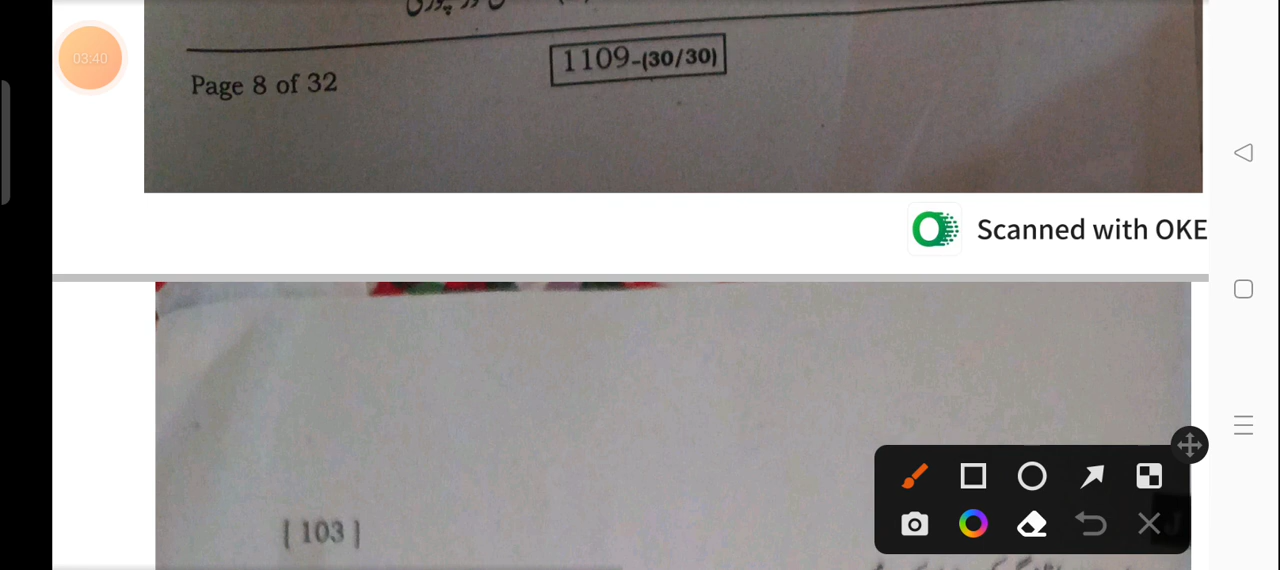 03:40
Page 8 of 32
1109-(30/30)
Scanned with OKE
[ 103 ]